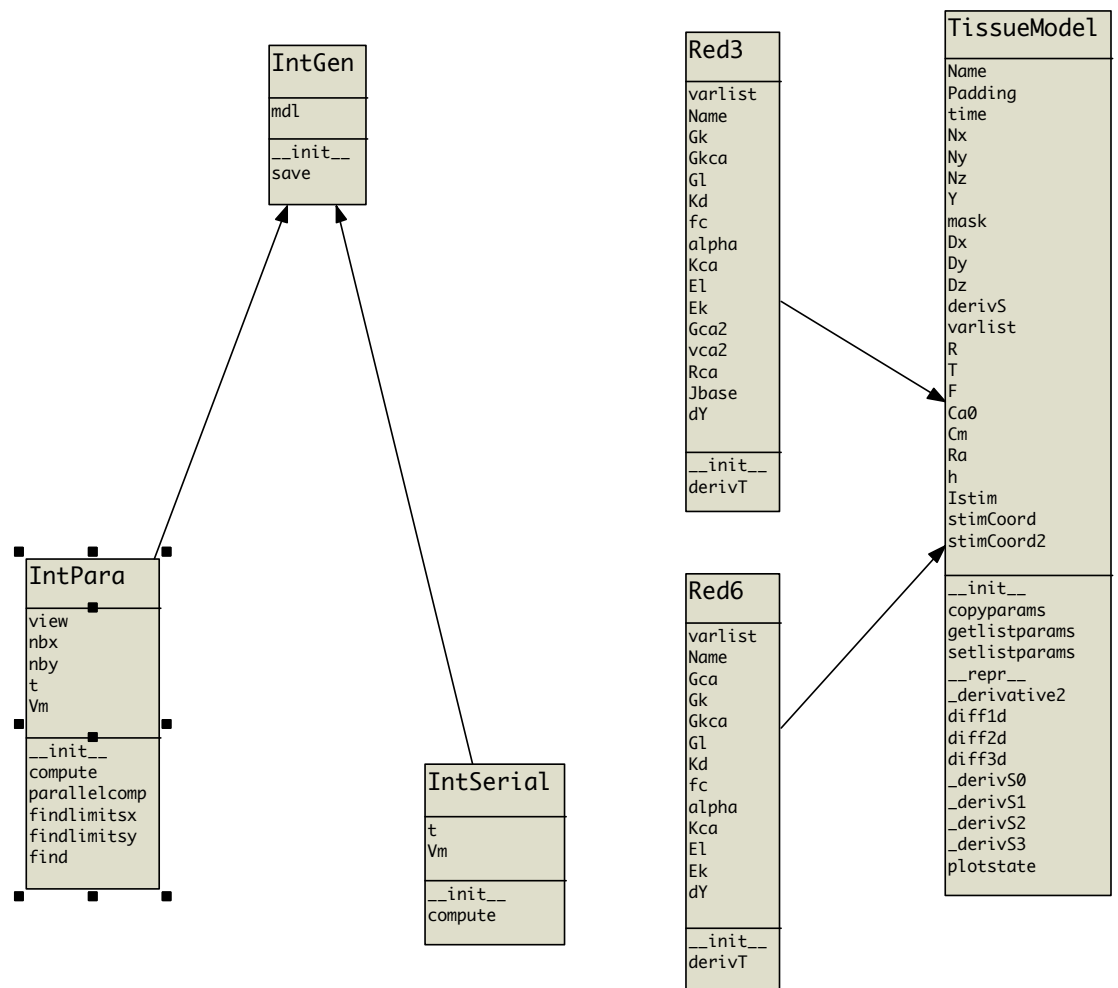 IntGen
mdl
__init__
save
IntPara
view
nbx
nby
t
Vm
__init__
compute
parallelcomp
findlimitsx
findlimitsy
find
IntSerial
t
Vm
__init__
compute
Red3
varlist
Name
Gk
Gkca
Gl
Kd
fc
alpha
Kca
El
Ek
Gca2
vca2
Rca
Jbase
dY
__init__
derivT
Red6
varlist
Name
Gca
Gk
Gkca
Gl
Kd
fc
alpha
Kca
El
Ek
dY
__init__
derivT
TissueModel
Name
Padding
time
Nx
Ny
Nz
Y
mask
Dx
Dy
Dz
derivS
varlist
R
T
F
Ca0
Cm
Ra
h
Istim
stimCoord
stimCoord2
__init__
copyparams
getlistparams
setlistparams
__repr__
_derivative2
diff1d
diff2d
diff3d
_derivS0
_derivS1
_derivS2
_derivS3
plotstate